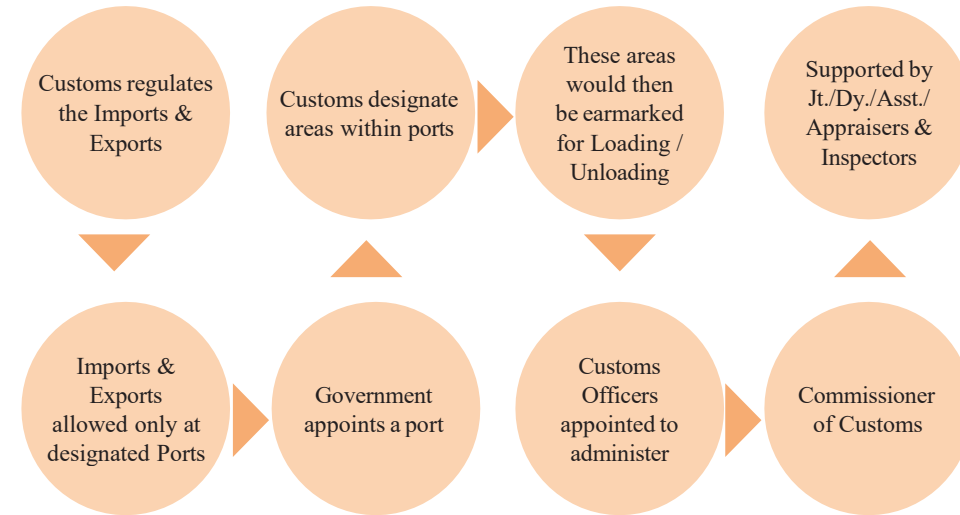 Customs regulates
the Imports &
Exports
Imports &
Exports
allowed only at
designated Ports
Government
appoints a port
Customs designate
areas within ports
These areas
would then
be earmarked
for Loading /
Unloading
Customs
Officers
appointed to
administer
Commissioner
of Customs
Supported by
Jt./Dy./Asst./
Appraisers &
Inspectors